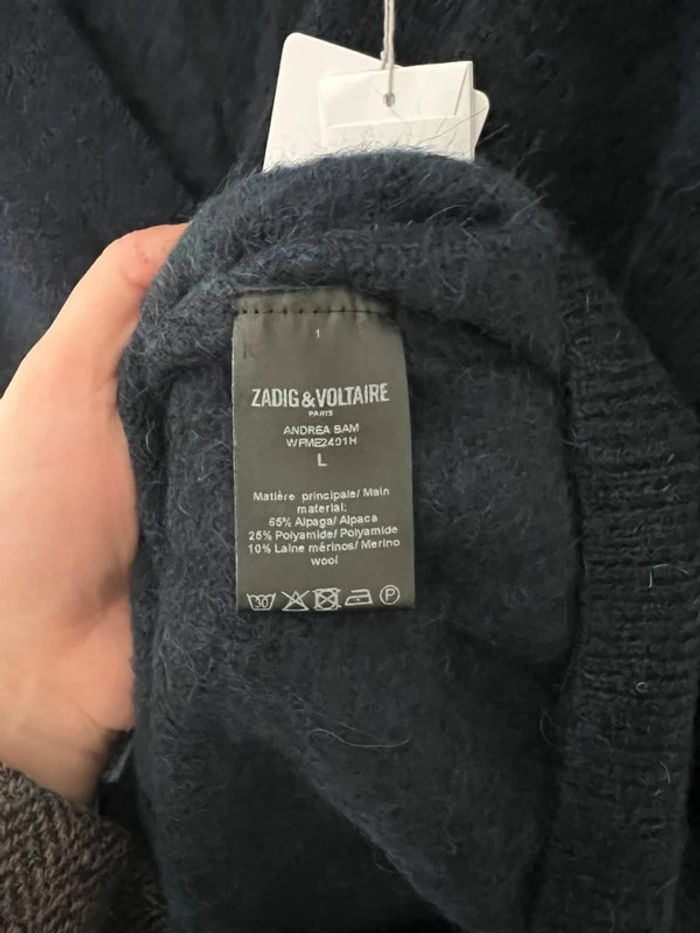 1
ZADIG & VOLTAIRE
PARIS
ANDREA BAM
WFME2401H
L
Matière principale/ Main
material:
65% Alpaga/ Alpaca
25% Polyamide/ Polyamide
10% Laine mérinos/ Merino
wool
30
P